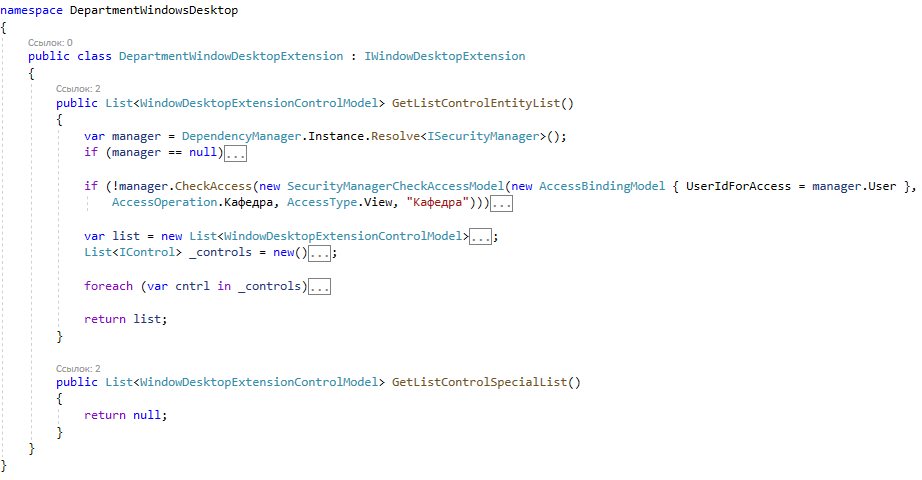 namespace DepartmentWindowsDesktop
{
Ссылок: 0
public class DepartmentWindowDesktopExtension : IWindowDesktopExtension
{
Ссылок: 2
public List<WindowDesktopExtensionControlModel> GetListControlEntityList()
{
var manager = DependencyManager.Instance.Resolve<ISecurityManager>();
if (manager == null)...
if (!manager.CheckAccess(new SecurityManagerCheckAccessModel(new AccessBindingModel { UserIdForAccess = manager.User },
AccessOperation.Кафедра, AccessType.View, "Кафедра")))...
var list = new List<WindowDesktopExtensionControlModel>...;
List<IControl> _controls = new()...;
foreach (var cntrl in _controls)...
return list;
}
Ссылок: 2
public List<WindowDesktopExtensionControlModel> GetListControlSpecialList()
{
return null;
}
}
}